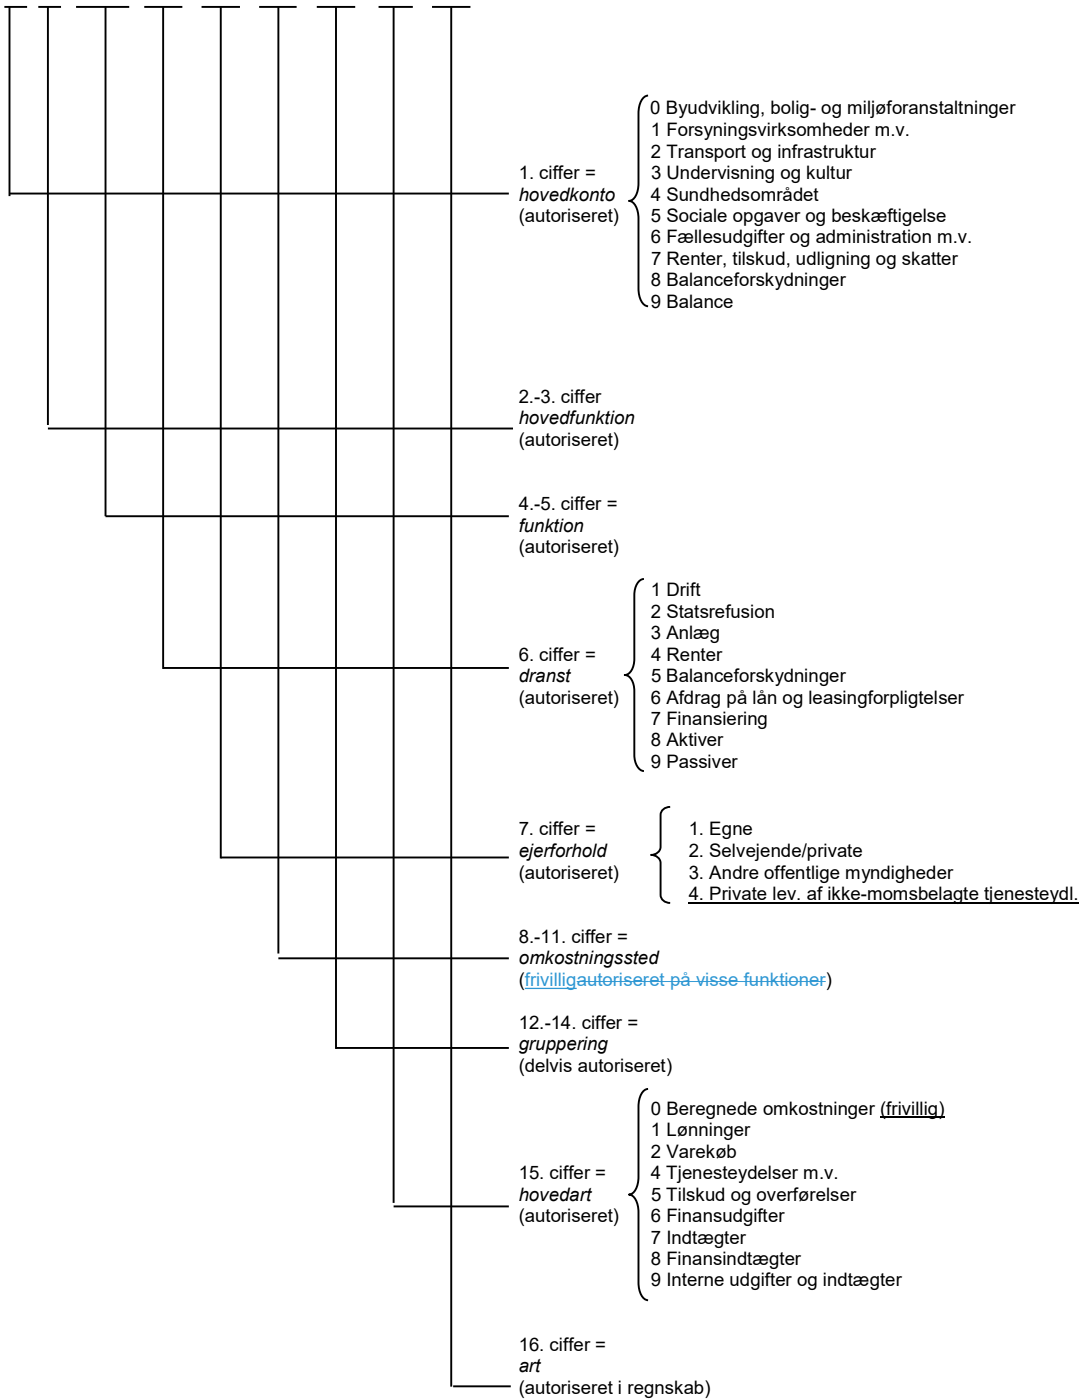 0 Byudvikling, bolig- og miljøforanstaltninger
1 Forsyningsvirksomheder m.v.
2 Transport og infrastruktur
1. ciffer =
3 Undervisning og kultur
hovedkonto
4 Sundhedsområdet
(autoriseret)
5 Sociale opgaver og beskæftigelse
6 Fællesudgifter og administration m.v.
7 Renter, tilskud, udligning og skatter
8 Balanceforskydninger
9 Balance
2.-3. ciffer
hovedfunktion
(autoriseret)
4.-5. ciffer =
funktion
(autoriseret)
1 Drift
2 Statsrefusion
3 Anlæg
6. ciffer =
4 Renter
dranst
5 Balanceforskydninger
(autoriseret)
6 Afdrag på lån og leasingforpligtelser
7 Finansiering
8 Aktiver
9 Passiver
7. ciffer =
1. Egne
ejerforhold
2. Selvejende/private
(autoriseret)
3. Andre offentlige myndigheder
4. Private lev. af ikke-momsbelagte tjenesteydl.
8.-11. ciffer =
omkostningssted
(frivilligautoriseret på visse funktioner)
12.-14. ciffer =
gruppering
(delvis autoriseret)
0 Beregnede omkostninger (frivillig)
1 Lønninger
2 Varekøb
15. ciffer =
4 Tjenesteydelser m.v.
hovedart
5 Tilskud og overførelser
(autoriseret)
6 Finansudgifter
7 Indtægter
8 Finansindtægter
9 Interne udgifter og indtægter
16. ciffer =
art
(autoriseret i regnskab)